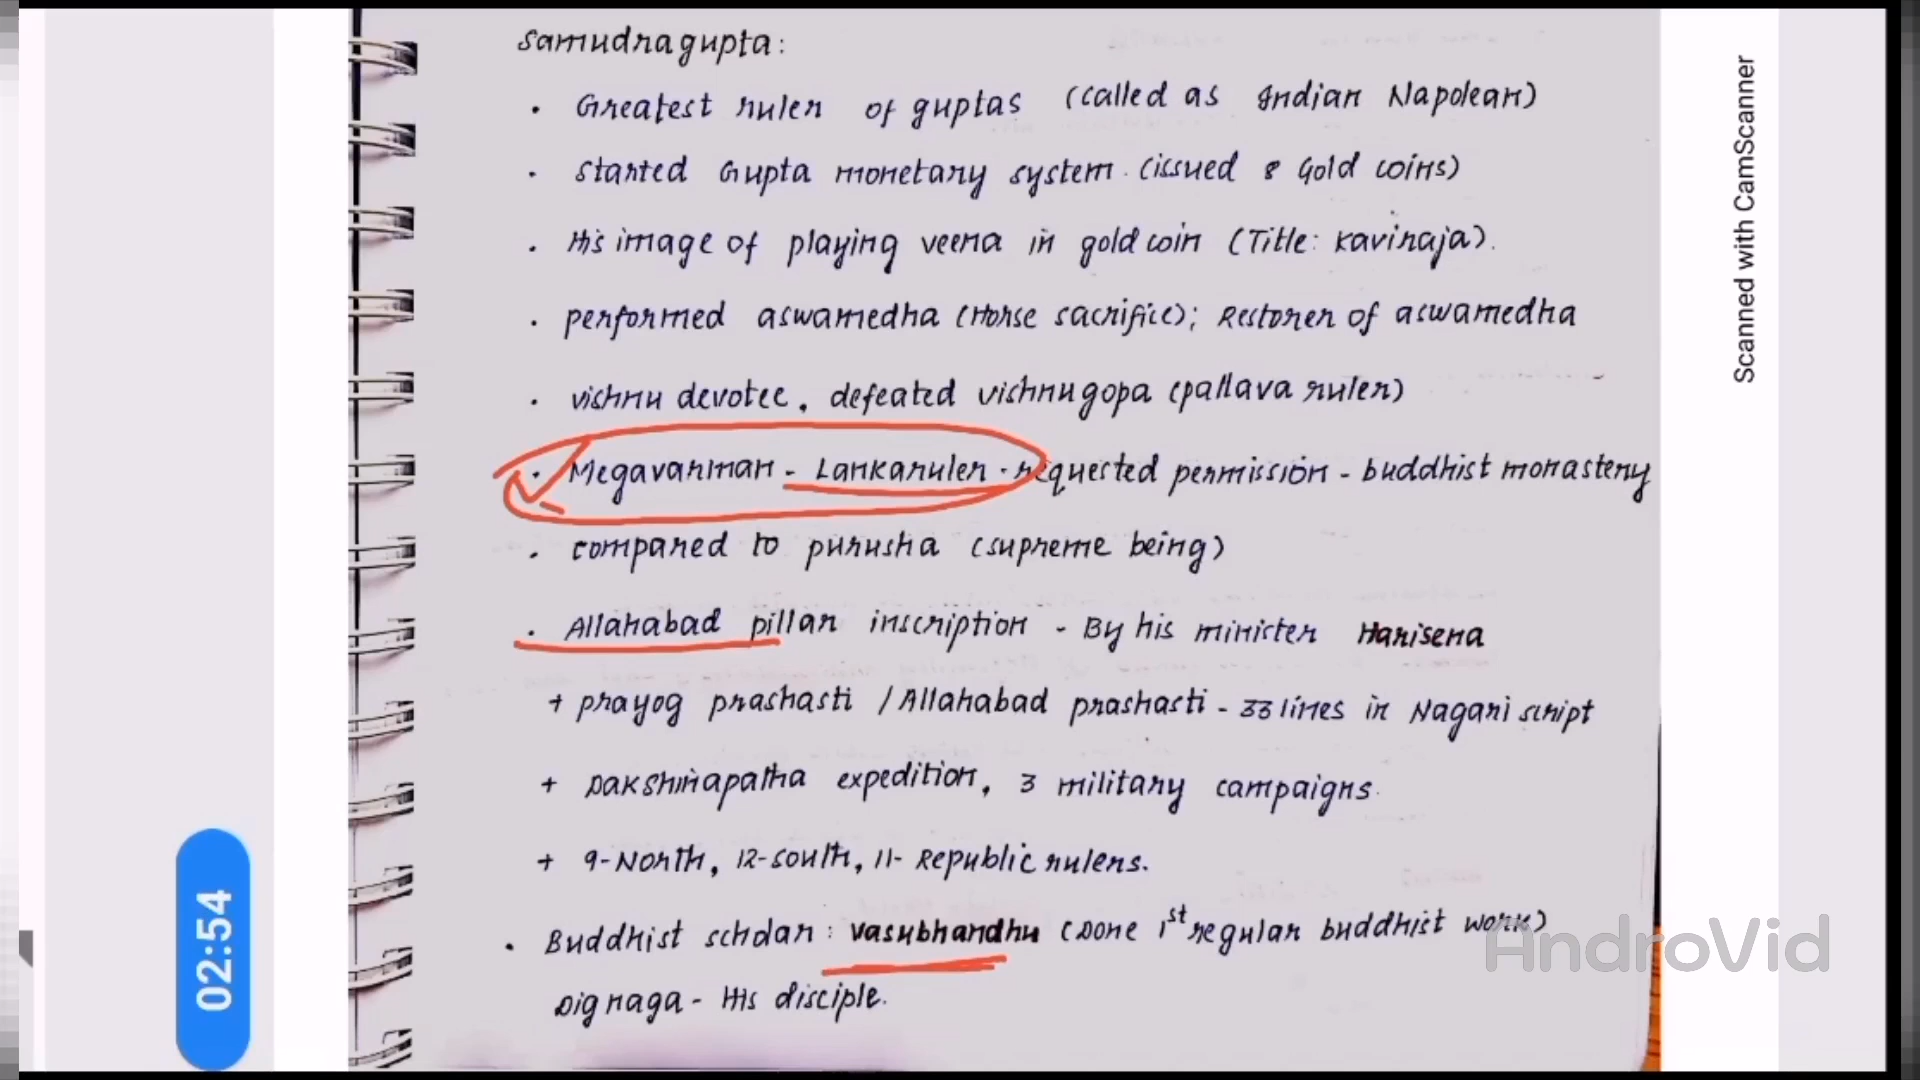 Samudragupta:
. Greatest ruler of guptas (called as Indian Napolean)
. Started Gupta monetary system. (issued 8 Gold coins)
. His image of playing veena in gold coin (Title: kaviraja).
. performed aswamedha (Horse sacrifice); Restorer of aswamedha
. vishnu devotee. defeated vishnugopa (pallava ruler)
. Megavarman - Lankaruler - requested permission - buddhist monastery
. compared to purusha (supreme being)
. Allahabad pillar inscription - By his minister Harisena
+ prayog prashasti / Allahabad prashasti - 33 lines in Nagari script
+ Dakshinapatha expedition, 3 military campaigns.
+ 9-North, 12-south, 11- Republic rulers.
. Buddhist scholar: vasubhandhu (Done 1st regular buddhist work)
Dignaga - His disciple.
Scanned with CamScanner
02:54
AndroVid